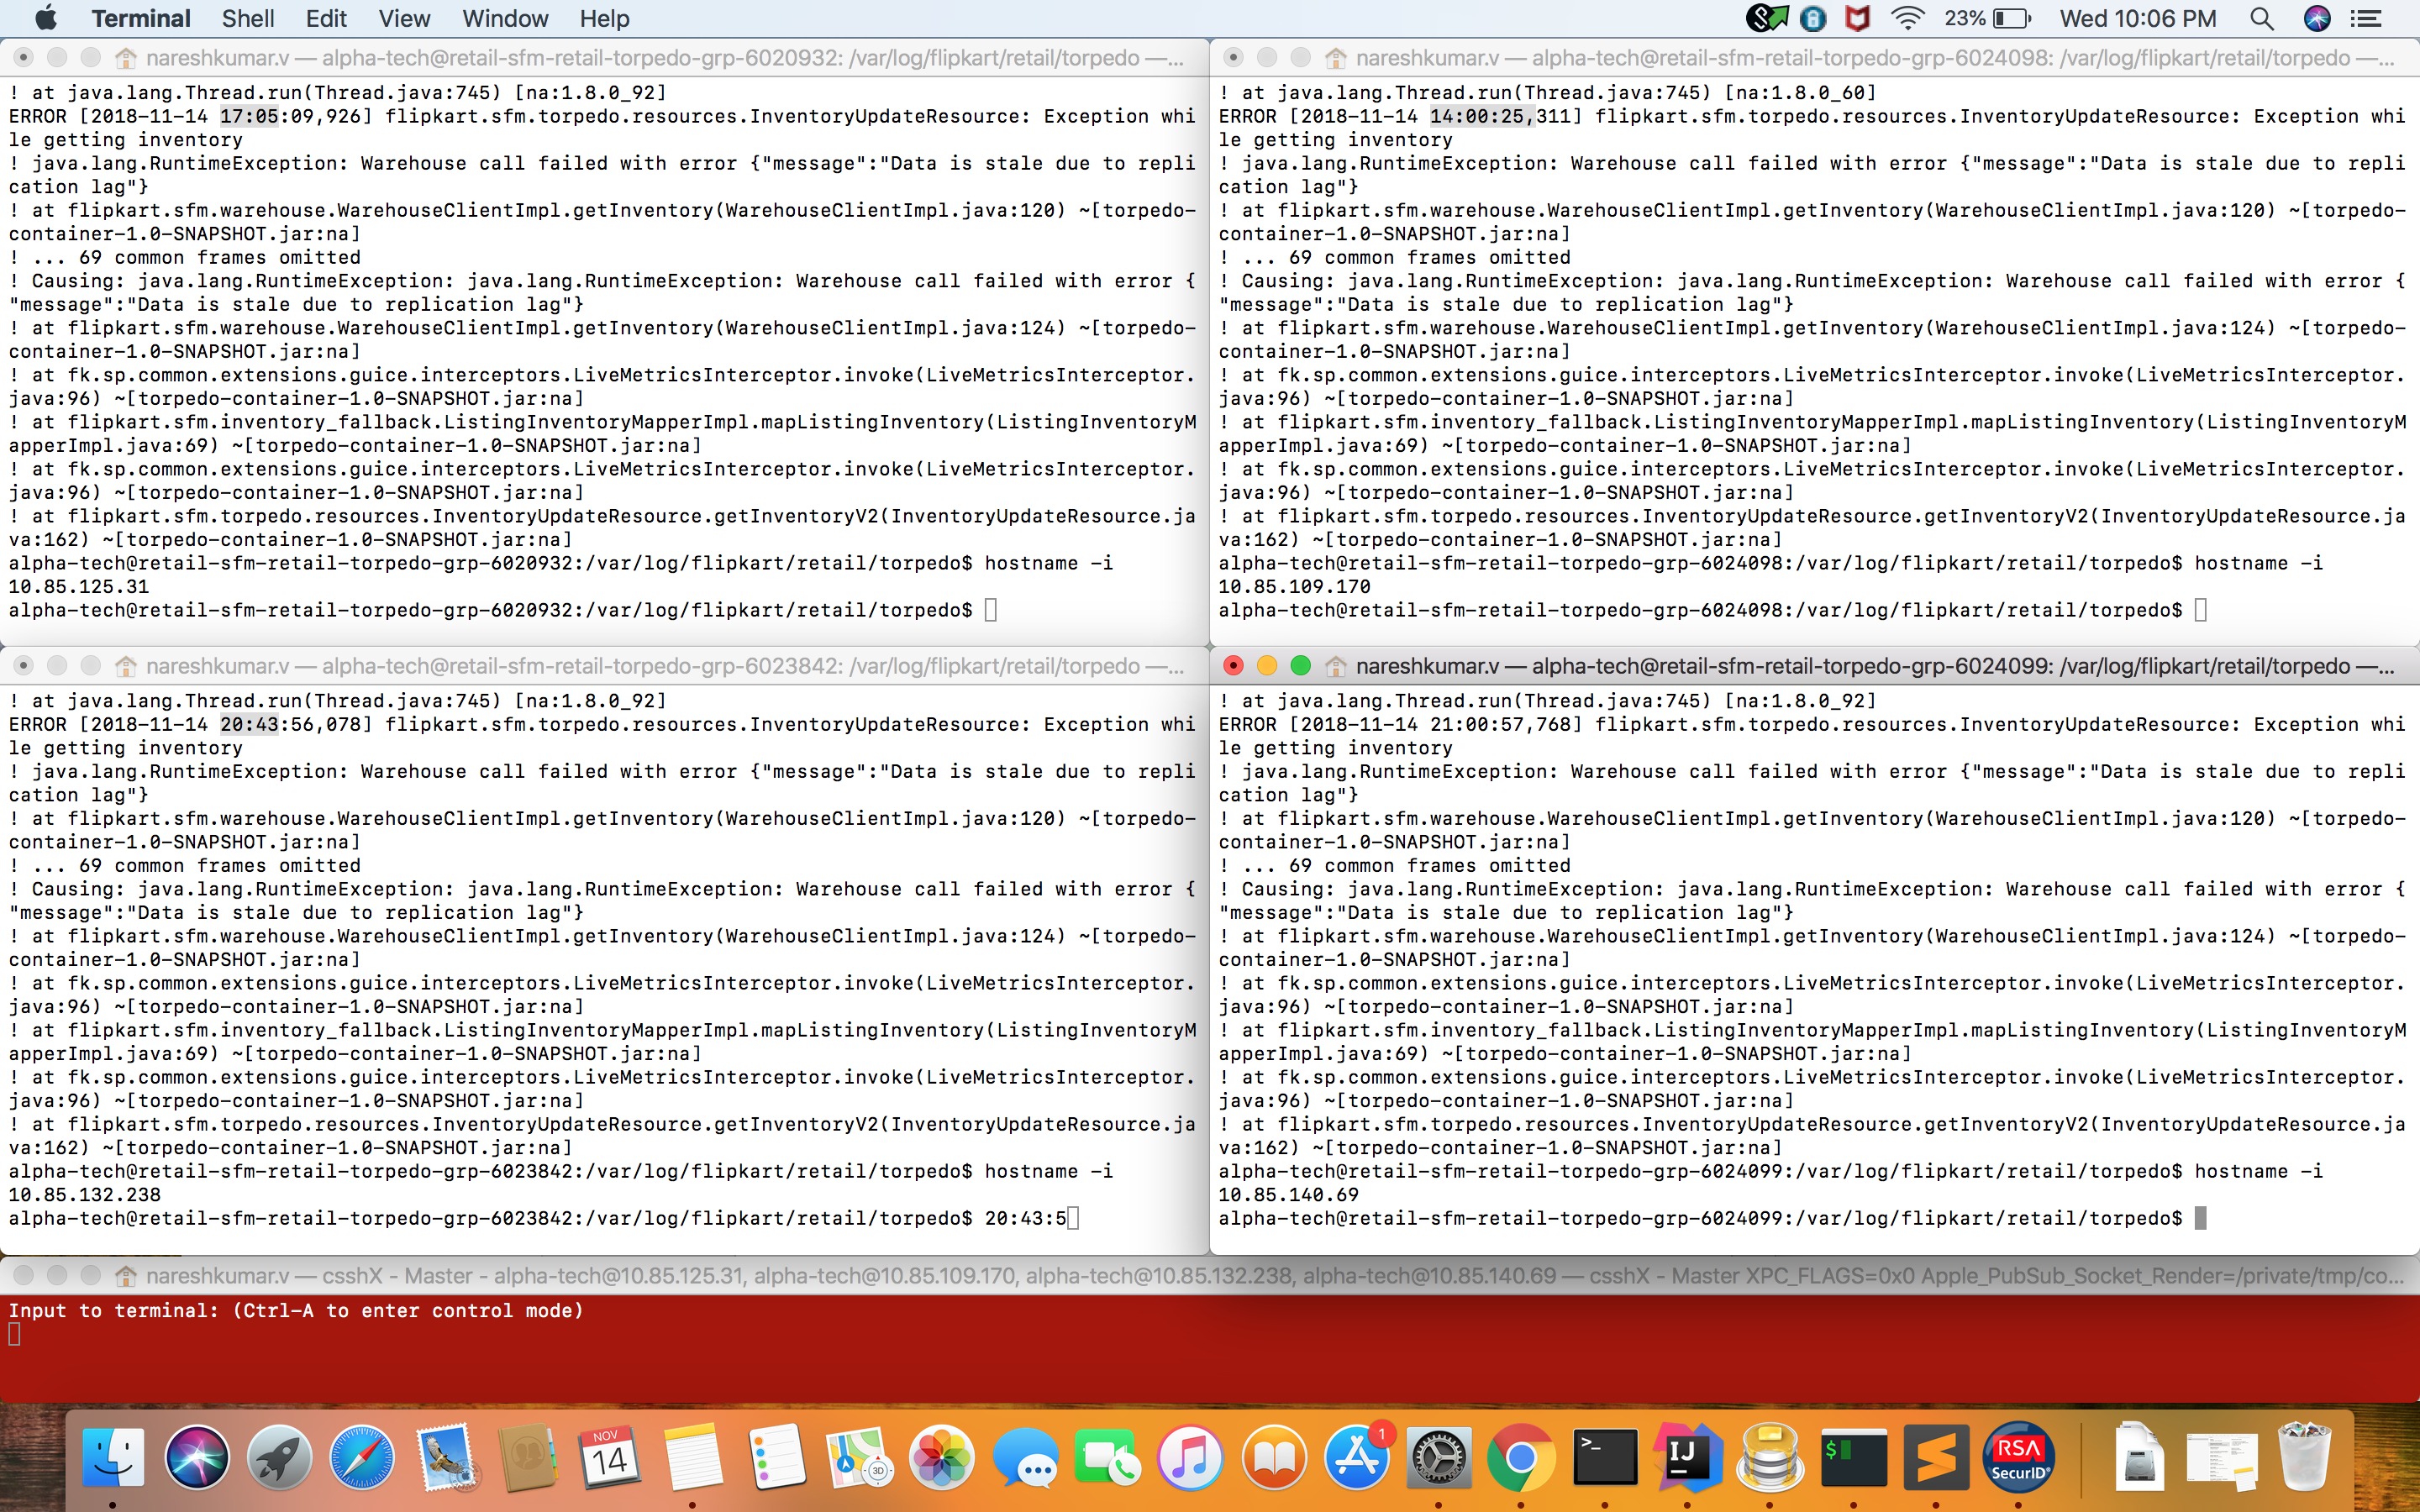 Terminal Shell Edit View Window Help 23% Wed 10:06 PM
nareshkumar.v — alpha-tech@retail-sfm-retail-torpedo-grp-6020932: /var/log/flipkart/retail/torpedo —...
! at java.lang.Thread.run(Thread.java:745) [na:1.8.0_92]
ERROR [2018-11-14 17:05:09,926] flipkart.sfm.torpedo.resources.InventoryUpdateResource: Exception whi
le getting inventory
! java.lang.RuntimeException: Warehouse call failed with error {"message":"Data is stale due to repli
cation lag"}
! at flipkart.sfm.warehouse.WarehouseClientImpl.getInventory(WarehouseClientImpl.java:120) ~[torpedo-
container-1.0-SNAPSHOT.jar:na]
! ... 69 common frames omitted
! Causing: java.lang.RuntimeException: java.lang.RuntimeException: Warehouse call failed with error {
"message":"Data is stale due to replication lag"}
! at flipkart.sfm.warehouse.WarehouseClientImpl.getInventory(WarehouseClientImpl.java:124) ~[torpedo-
container-1.0-SNAPSHOT.jar:na]
! at fk.sp.common.extensions.guice.interceptors.LiveMetricsInterceptor.invoke(LiveMetricsInterceptor.
java:96) ~[torpedo-container-1.0-SNAPSHOT.jar:na]
! at flipkart.sfm.inventory_fallback.ListingInventoryMapperImpl.mapListingInventory(ListingInventoryM
apperImpl.java:69) ~[torpedo-container-1.0-SNAPSHOT.jar:na]
! at fk.sp.common.extensions.guice.interceptors.LiveMetricsInterceptor.invoke(LiveMetricsInterceptor.
java:96) ~[torpedo-container-1.0-SNAPSHOT.jar:na]
! at flipkart.sfm.torpedo.resources.InventoryUpdateResource.getInventoryV2(InventoryUpdateResource.ja
va:162) ~[torpedo-container-1.0-SNAPSHOT.jar:na]
alpha-tech@retail-sfm-retail-torpedo-grp-6020932:/var/log/flipkart/retail/torpedo$ hostname -i
10.85.125.31
alpha-tech@retail-sfm-retail-torpedo-grp-6020932:/var/log/flipkart/retail/torpedo$
nareshkumar.v — alpha-tech@retail-sfm-retail-torpedo-grp-6024098: /var/log/flipkart/retail/torpedo —...
! at java.lang.Thread.run(Thread.java:745) [na:1.8.0_60]
ERROR [2018-11-14 14:00:25,311] flipkart.sfm.torpedo.resources.InventoryUpdateResource: Exception whi
le getting inventory
! java.lang.RuntimeException: Warehouse call failed with error {"message":"Data is stale due to repli
cation lag"}
! at flipkart.sfm.warehouse.WarehouseClientImpl.getInventory(WarehouseClientImpl.java:120) ~[torpedo-
container-1.0-SNAPSHOT.jar:na]
! ... 69 common frames omitted
! Causing: java.lang.RuntimeException: java.lang.RuntimeException: Warehouse call failed with error {
"message":"Data is stale due to replication lag"}
! at flipkart.sfm.warehouse.WarehouseClientImpl.getInventory(WarehouseClientImpl.java:124) ~[torpedo-
container-1.0-SNAPSHOT.jar:na]
! at fk.sp.common.extensions.guice.interceptors.LiveMetricsInterceptor.invoke(LiveMetricsInterceptor.
java:96) ~[torpedo-container-1.0-SNAPSHOT.jar:na]
! at flipkart.sfm.inventory_fallback.ListingInventoryMapperImpl.mapListingInventory(ListingInventoryM
apperImpl.java:69) ~[torpedo-container-1.0-SNAPSHOT.jar:na]
! at fk.sp.common.extensions.guice.interceptors.LiveMetricsInterceptor.invoke(LiveMetricsInterceptor.
java:96) ~[torpedo-container-1.0-SNAPSHOT.jar:na]
! at flipkart.sfm.torpedo.resources.InventoryUpdateResource.getInventoryV2(InventoryUpdateResource.ja
va:162) ~[torpedo-container-1.0-SNAPSHOT.jar:na]
alpha-tech@retail-sfm-retail-torpedo-grp-6024098:/var/log/flipkart/retail/torpedo$ hostname -i
10.85.109.170
alpha-tech@retail-sfm-retail-torpedo-grp-6024098:/var/log/flipkart/retail/torpedo$
nareshkumar.v — alpha-tech@retail-sfm-retail-torpedo-grp-6023842: /var/log/flipkart/retail/torpedo —...
! at java.lang.Thread.run(Thread.java:745) [na:1.8.0_92]
ERROR [2018-11-14 20:43:56,078] flipkart.sfm.torpedo.resources.InventoryUpdateResource: Exception whi
le getting inventory
! java.lang.RuntimeException: Warehouse call failed with error {"message":"Data is stale due to repli
cation lag"}
! at flipkart.sfm.warehouse.WarehouseClientImpl.getInventory(WarehouseClientImpl.java:120) ~[torpedo-
container-1.0-SNAPSHOT.jar:na]
! ... 69 common frames omitted
! Causing: java.lang.RuntimeException: java.lang.RuntimeException: Warehouse call failed with error {
"message":"Data is stale due to replication lag"}
! at flipkart.sfm.warehouse.WarehouseClientImpl.getInventory(WarehouseClientImpl.java:124) ~[torpedo-
container-1.0-SNAPSHOT.jar:na]
! at fk.sp.common.extensions.guice.interceptors.LiveMetricsInterceptor.invoke(LiveMetricsInterceptor.
java:96) ~[torpedo-container-1.0-SNAPSHOT.jar:na]
! at flipkart.sfm.inventory_fallback.ListingInventoryMapperImpl.mapListingInventory(ListingInventoryM
apperImpl.java:69) ~[torpedo-container-1.0-SNAPSHOT.jar:na]
! at fk.sp.common.extensions.guice.interceptors.LiveMetricsInterceptor.invoke(LiveMetricsInterceptor.
java:96) ~[torpedo-container-1.0-SNAPSHOT.jar:na]
! at flipkart.sfm.torpedo.resources.InventoryUpdateResource.getInventoryV2(InventoryUpdateResource.ja
va:162) ~[torpedo-container-1.0-SNAPSHOT.jar:na]
alpha-tech@retail-sfm-retail-torpedo-grp-6023842:/var/log/flipkart/retail/torpedo$ hostname -i
10.85.132.238
alpha-tech@retail-sfm-retail-torpedo-grp-6023842:/var/log/flipkart/retail/torpedo$ 20:43:5
nareshkumar.v — alpha-tech@retail-sfm-retail-torpedo-grp-6024099: /var/log/flipkart/retail/torpedo —...
! at java.lang.Thread.run(Thread.java:745) [na:1.8.0_92]
ERROR [2018-11-14 21:00:57,768] flipkart.sfm.torpedo.resources.InventoryUpdateResource: Exception whi
le getting inventory
! java.lang.RuntimeException: Warehouse call failed with error {"message":"Data is stale due to repli
cation lag"}
! at flipkart.sfm.warehouse.WarehouseClientImpl.getInventory(WarehouseClientImpl.java:120) ~[torpedo-
container-1.0-SNAPSHOT.jar:na]
! ... 69 common frames omitted
! Causing: java.lang.RuntimeException: java.lang.RuntimeException: Warehouse call failed with error {
"message":"Data is stale due to replication lag"}
! at flipkart.sfm.warehouse.WarehouseClientImpl.getInventory(WarehouseClientImpl.java:124) ~[torpedo-
container-1.0-SNAPSHOT.jar:na]
! at fk.sp.common.extensions.guice.interceptors.LiveMetricsInterceptor.invoke(LiveMetricsInterceptor.
java:96) ~[torpedo-container-1.0-SNAPSHOT.jar:na]
! at flipkart.sfm.inventory_fallback.ListingInventoryMapperImpl.mapListingInventory(ListingInventoryM
apperImpl.java:69) ~[torpedo-container-1.0-SNAPSHOT.jar:na]
! at fk.sp.common.extensions.guice.interceptors.LiveMetricsInterceptor.invoke(LiveMetricsInterceptor.
java:96) ~[torpedo-container-1.0-SNAPSHOT.jar:na]
! at flipkart.sfm.torpedo.resources.InventoryUpdateResource.getInventoryV2(InventoryUpdateResource.ja
va:162) ~[torpedo-container-1.0-SNAPSHOT.jar:na]
alpha-tech@retail-sfm-retail-torpedo-grp-6024099:/var/log/flipkart/retail/torpedo$ hostname -i
10.85.140.69
alpha-tech@retail-sfm-retail-torpedo-grp-6024099:/var/log/flipkart/retail/torpedo$
nareshkumar.v — csshX - Master - alpha-tech@10.85.125.31, alpha-tech@10.85.109.170, alpha-tech@10.85.132.238, alpha-tech@10.85.140.69 — csshX - Master XPC_FLAGS=0x0 Apple_PubSub_Socket_Render=/private/tmp/co...
Input to terminal: (Ctrl-A to enter control mode)
NOV
14
3D
1
>_
IJ
$
RSA
SecurID®